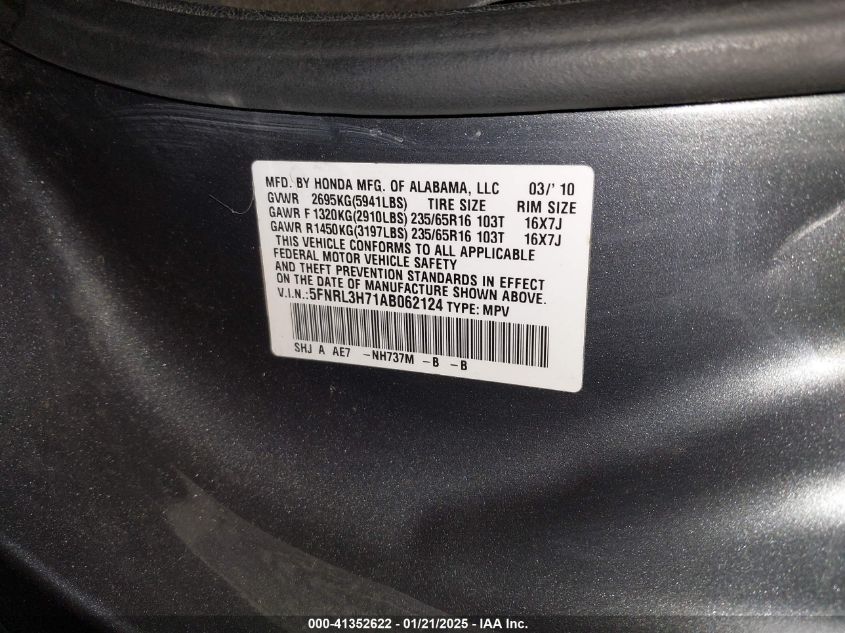 MFD. BY HONDA MFG. OF ALABAMA, LLC 03/' 10
GVWR 2695KG(5941LBS) TIRE SIZE RIM SIZE
GAWR F1320KG(2910LBS) 235/65R16 103T 16X7J
GAWR R1450KG(3197LBS) 235/65R16 103T 16X7J
THIS VEHICLE CONFORMS TO ALL APPLICABLE
FEDERAL MOTOR VEHICLE SAFETY
AND THEFT PREVENTION STANDARDS IN EFFECT
ON THE DATE OF MANUFACTURE SHOWN ABOVE.
V.I.N.:5FNRL3H71AB062124 TYPE: MPV
SHJ A AE7 -NH737M -B -B
000-41352622 - 01/21/2025 - IAA Inc.